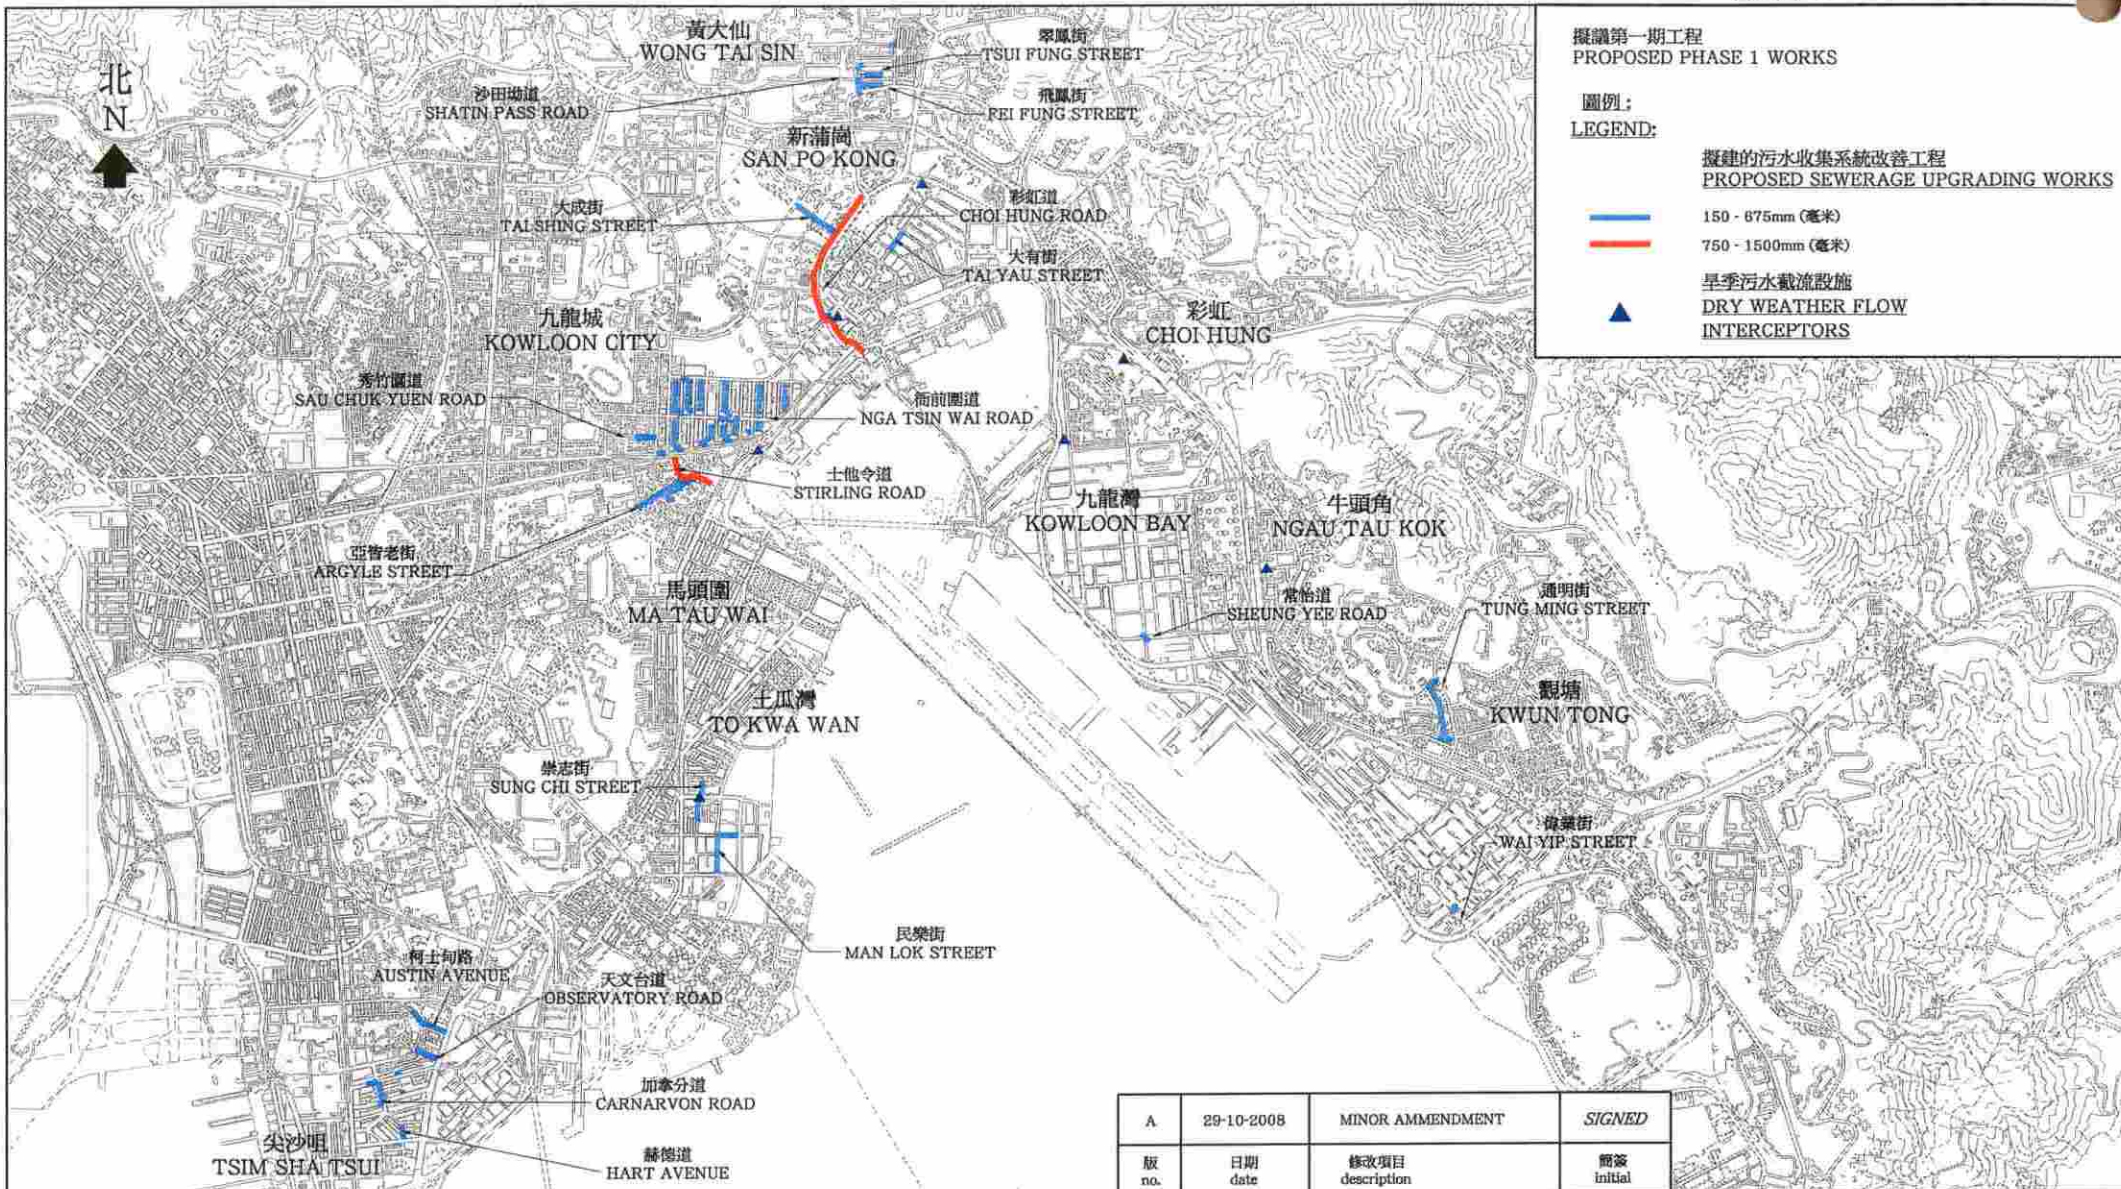 北
N
黃大仙
WONG TAI SIN
翠鳳街
TSUI FUNG STREET
沙田坳道
SHATIN PASS ROAD
飛鳳街
FEI FUNG STREET
新蒲崗
SAN PO KONG
彩虹道
CHOI HUNG ROAD
大成街
TAI SHING STREET
大有街
TAI YAU STREET
彩虹
CHOI HUNG
九龍城
KOWLOON CITY
秀竹園道
SAU CHUK YUEN ROAD
衙前圍道
NGA TSIN WAI ROAD
士他令道
STIRLING ROAD
九龍灣
KOWLOON BAY
牛頭角
NGAU TAU KOK
亞皆老街
ARGYLE STREET
馬頭圍
MA TAU WAI
常怡道
SHEUNG YEE ROAD
通明街
TUNG MING STREET
土瓜灣
TO KWA WAN
觀塘
KWUN TONG
崇志街
SUNG CHI STREET
偉業街
WAI YIP STREET
民樂街
MAN LOK STREET
柯士甸路
AUSTIN AVENUE
天文台道
OBSERVATORY ROAD
加拿分道
CARNARVON ROAD
尖沙咀
TSIM SHA TSUI
赫德道
HART AVENUE
擬議第一期工程
PROPOSED PHASE 1 WORKS
圖例：
LEGEND:
擬建的污水收集系統改善工程
PROPOSED SEWERAGE UPGRADING WORKS
150 - 675mm (毫米)
750 - 1500mm (毫米)
旱季污水截流設施
DRY WEATHER FLOW
INTERCEPTORS
A 29-10-2008 MINOR AMMENDMENT SIGNED
版 日期 修改項目 簡簽
no. date description initial